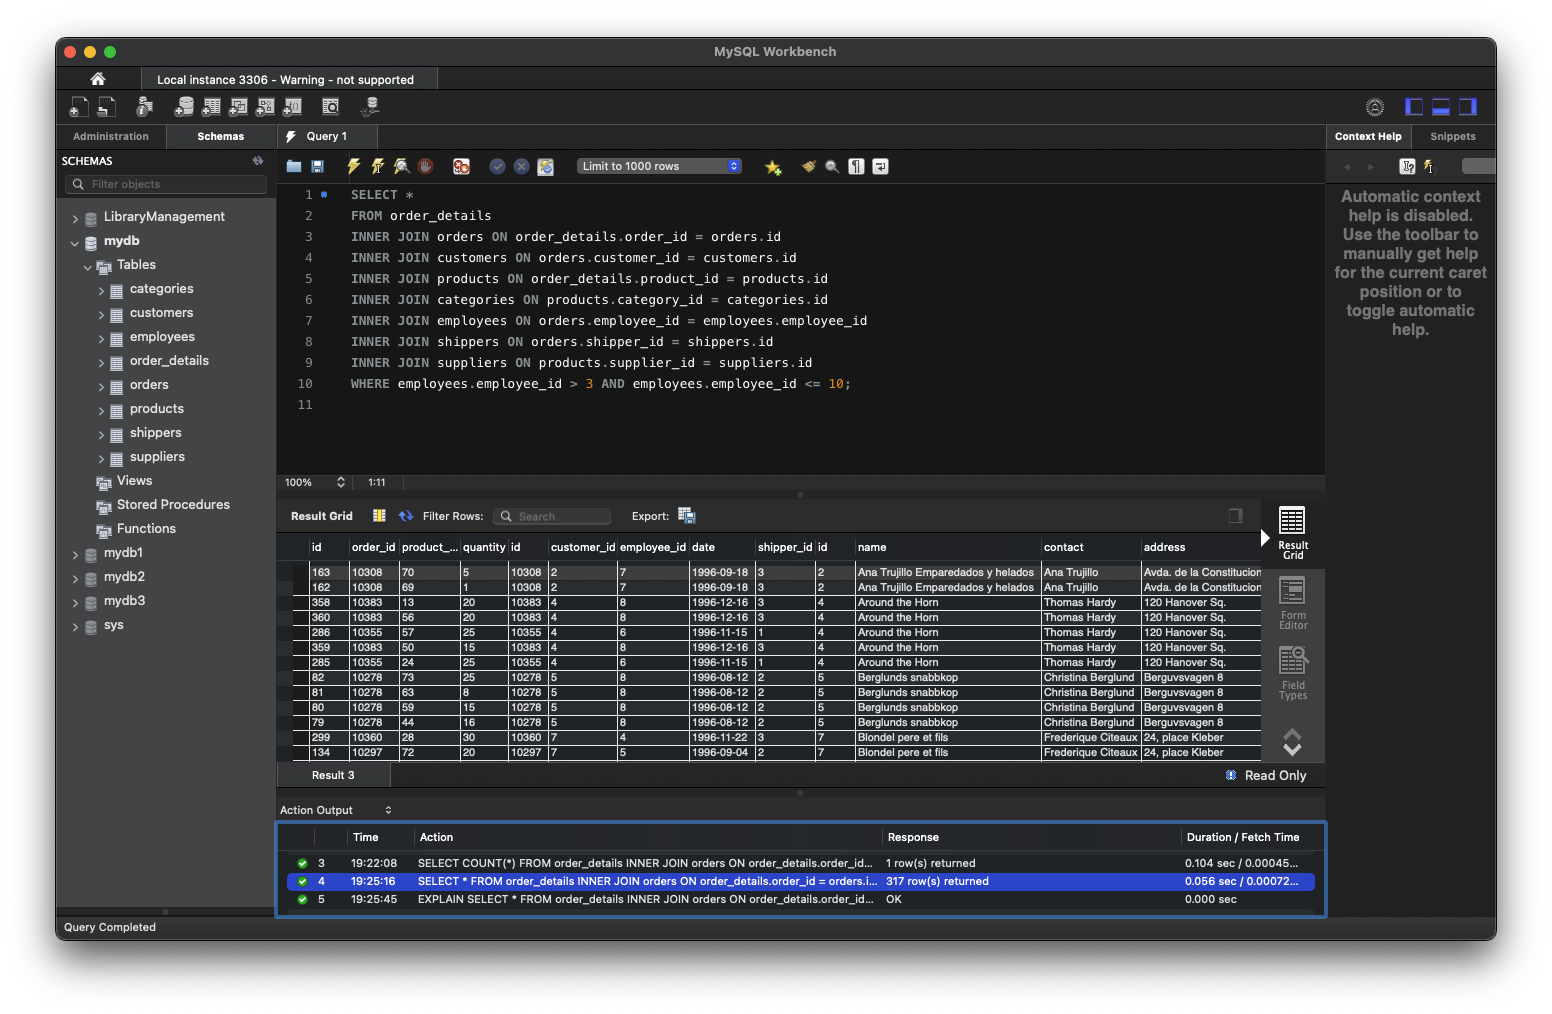 MySQL Workbench
Local instance 3306 - Warning - not supported
Administration
Schemas
Query 1
Context Help
Snippets
SCHEMAS
Filter objects
LibraryManagement
mydb
Tables
categories
customers
employees
order_details
orders
products
shippers
suppliers
Views
Stored Procedures
Functions
mydb1
mydb2
mydb3
sys
Limit to 1000 rows
1 SELECT *
2 FROM order_details
3 INNER JOIN orders ON order_details.order_id = orders.id
4 INNER JOIN customers ON orders.customer_id = customers.id
5 INNER JOIN products ON order_details.product_id = products.id
6 INNER JOIN categories ON products.category_id = categories.id
7 INNER JOIN employees ON orders.employee_id = employees.employee_id
8 INNER JOIN shippers ON orders.shipper_id = shippers.id
9 INNER JOIN suppliers ON products.supplier_id = suppliers.id
10 WHERE employees.employee_id > 3 AND employees.employee_id <= 10;
11
Automatic context
help is disabled.
Use the toolbar to
manually get help
for the current caret
position or to
toggle automatic
help.
100% 1:11
Result Grid Filter Rows: Search Export:
id order_id product_... quantity id customer_id employee_id date shipper_id id name contact address
163 10308 70 5 10308 2 7 1996-09-18 3 2 Ana Trujillo Emparedados y helados Ana Trujillo Avda. de la Constitucion
162 10308 69 1 10308 2 7 1996-09-18 3 2 Ana Trujillo Emparedados y helados Ana Trujillo Avda. de la Constitucion
358 10383 13 20 10383 4 8 1996-12-16 3 4 Around the Horn Thomas Hardy 120 Hanover Sq.
360 10383 56 20 10383 4 8 1996-12-16 3 4 Around the Horn Thomas Hardy 120 Hanover Sq.
286 10355 57 25 10355 4 6 1996-11-15 1 4 Around the Horn Thomas Hardy 120 Hanover Sq.
359 10383 50 15 10383 4 8 1996-12-16 3 4 Around the Horn Thomas Hardy 120 Hanover Sq.
285 10355 24 25 10355 4 6 1996-11-15 1 4 Around the Horn Thomas Hardy 120 Hanover Sq.
82 10278 73 25 10278 5 8 1996-08-12 2 5 Berglunds snabbkop Christina Berglund Berguvsvagen 8
81 10278 63 8 10278 5 8 1996-08-12 2 5 Berglunds snabbkop Christina Berglund Berguvsvagen 8
80 10278 59 15 10278 5 8 1996-08-12 2 5 Berglunds snabbkop Christina Berglund Berguvsvagen 8
79 10278 44 16 10278 5 8 1996-08-12 2 5 Berglunds snabbkop Christina Berglund Berguvsvagen 8
299 10360 28 30 10360 7 4 1996-11-22 3 7 Blondel pere et fils Frederique Citeaux 24, place Kleber
134 10297 72 20 10297 7 5 1996-09-04 2 7 Blondel pere et fils Frederique Citeaux 24, place Kleber
Result
Grid
Form
Editor
Field
Types
Result 3
Read Only
Action Output
Time Action Response Duration / Fetch Time
3 19:22:08 SELECT COUNT(*) FROM order_details INNER JOIN orders ON order_details.order_id... 1 row(s) returned 0.104 sec / 0.00045...
4 19:25:16 SELECT * FROM order_details INNER JOIN orders ON order_details.order_id = orders.i... 317 row(s) returned 0.056 sec / 0.00072...
5 19:25:45 EXPLAIN SELECT * FROM order_details INNER JOIN orders ON order_details.order_id... OK 0.000 sec
Query Completed